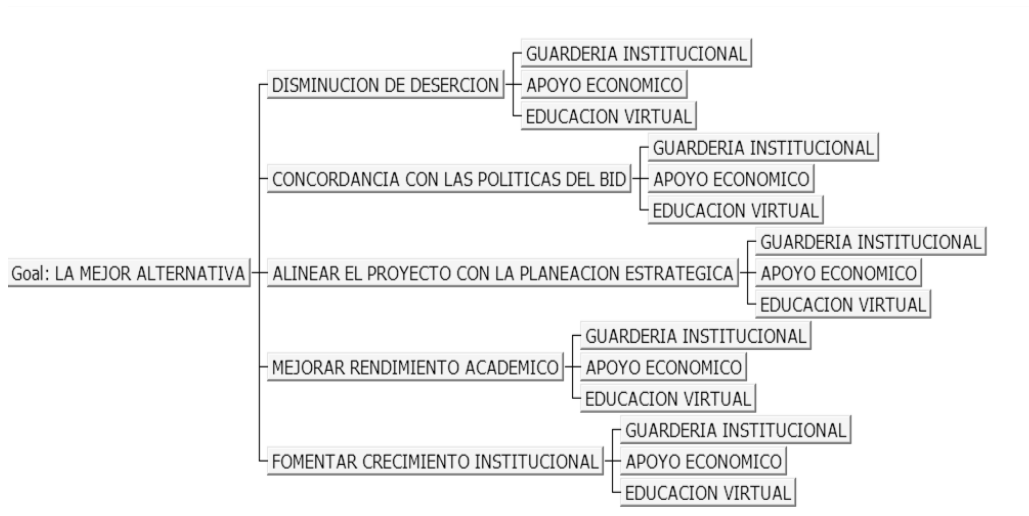 Goal: LA MEJOR ALTERNATIVA
DISMINUCION DE DESERCION
GUARDERIA INSTITUCIONAL
APOYO ECONOMICO
EDUCACION VIRTUAL
CONCORDANCIA CON LAS POLITICAS DEL BID
GUARDERIA INSTITUCIONAL
APOYO ECONOMICO
EDUCACION VIRTUAL
ALINEAR EL PROYECTO CON LA PLANEACION ESTRATEGICA
GUARDERIA INSTITUCIONAL
APOYO ECONOMICO
EDUCACION VIRTUAL
MEJORAR RENDIMIENTO ACADEMICO
GUARDERIA INSTITUCIONAL
APOYO ECONOMICO
EDUCACION VIRTUAL
FOMENTAR CRECIMIENTO INSTITUCIONAL
GUARDERIA INSTITUCIONAL
APOYO ECONOMICO
EDUCACION VIRTUAL